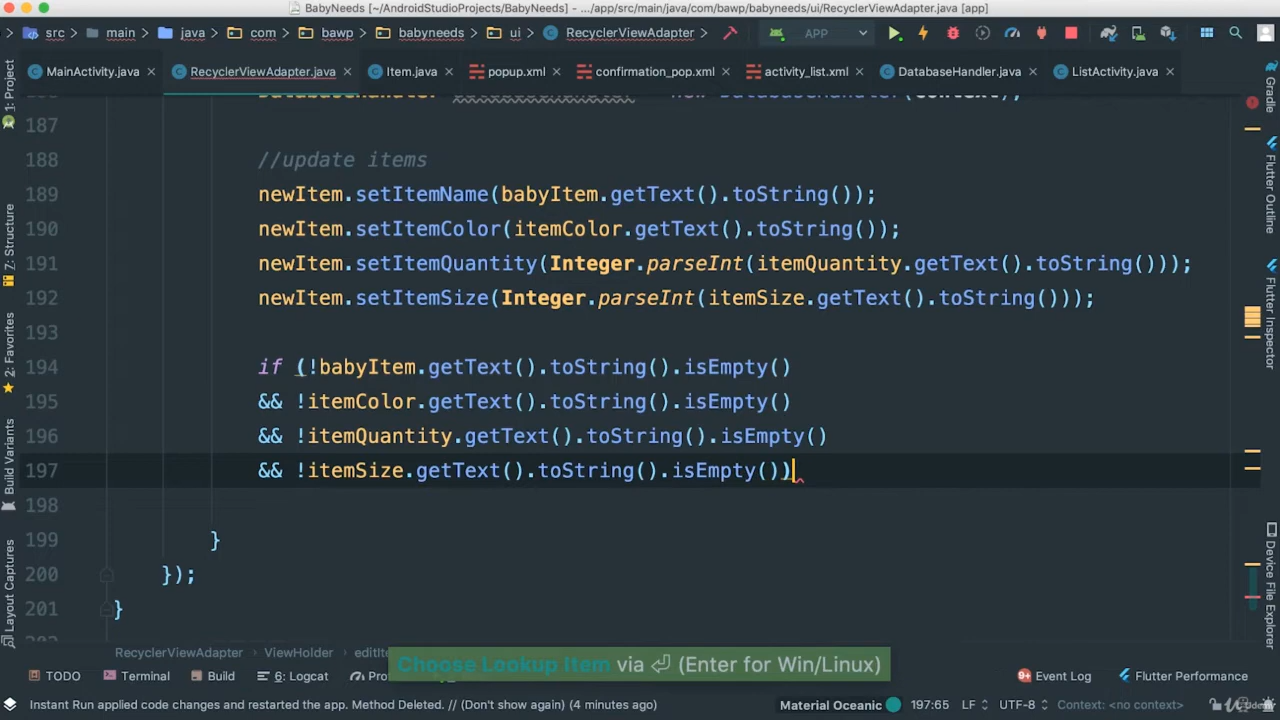 BabyNeeds [~/AndroidStudioProjects/BabyNeeds] - .../app/src/main/java/com/bawp/babyneeds/ui/RecyclerViewAdapter.java [app]
src main java com bawp babyneeds ui RecyclerViewAdapter APP
MainActivity.java RecyclerViewAdapter.java Item.java popup.xml confirmation_pop.xml activity_list.xml DatabaseHandler.java ListActivity.java
187
188 //update items
189 newItem.setItemName(babyItem.getText().toString());
190 newItem.setItemColor(itemColor.getText().toString());
191 newItem.setItemQuantity(Integer.parseInt(itemQuantity.getText().toString()));
192 newItem.setItemSize(Integer.parseInt(itemSize.getText().toString()));
193
194 if (!babyItem.getText().toString().isEmpty()
195 && !itemColor.getText().toString().isEmpty()
196 && !itemQuantity.getText().toString().isEmpty()
197 && !itemSize.getText().toString().isEmpty())
198
199 }
200 });
201 }
1: Project
7: Structure
2: Favorites
Build Variants
Layout Captures
Gradle
Flutter Outline
Flutter Inspector
Device File Explorer
RecyclerViewAdapter ViewHolder
Choose Lookup Item via ⏎ (Enter for Win/Linux)
TODO Terminal Build 6: Logcat Event Log Flutter Performance
Instant Run applied code changes and restarted the app. Method Deleted. // (Don't show again) (4 minutes ago) Material Oceanic 197:65 LF UTF-8 Context: <no context>